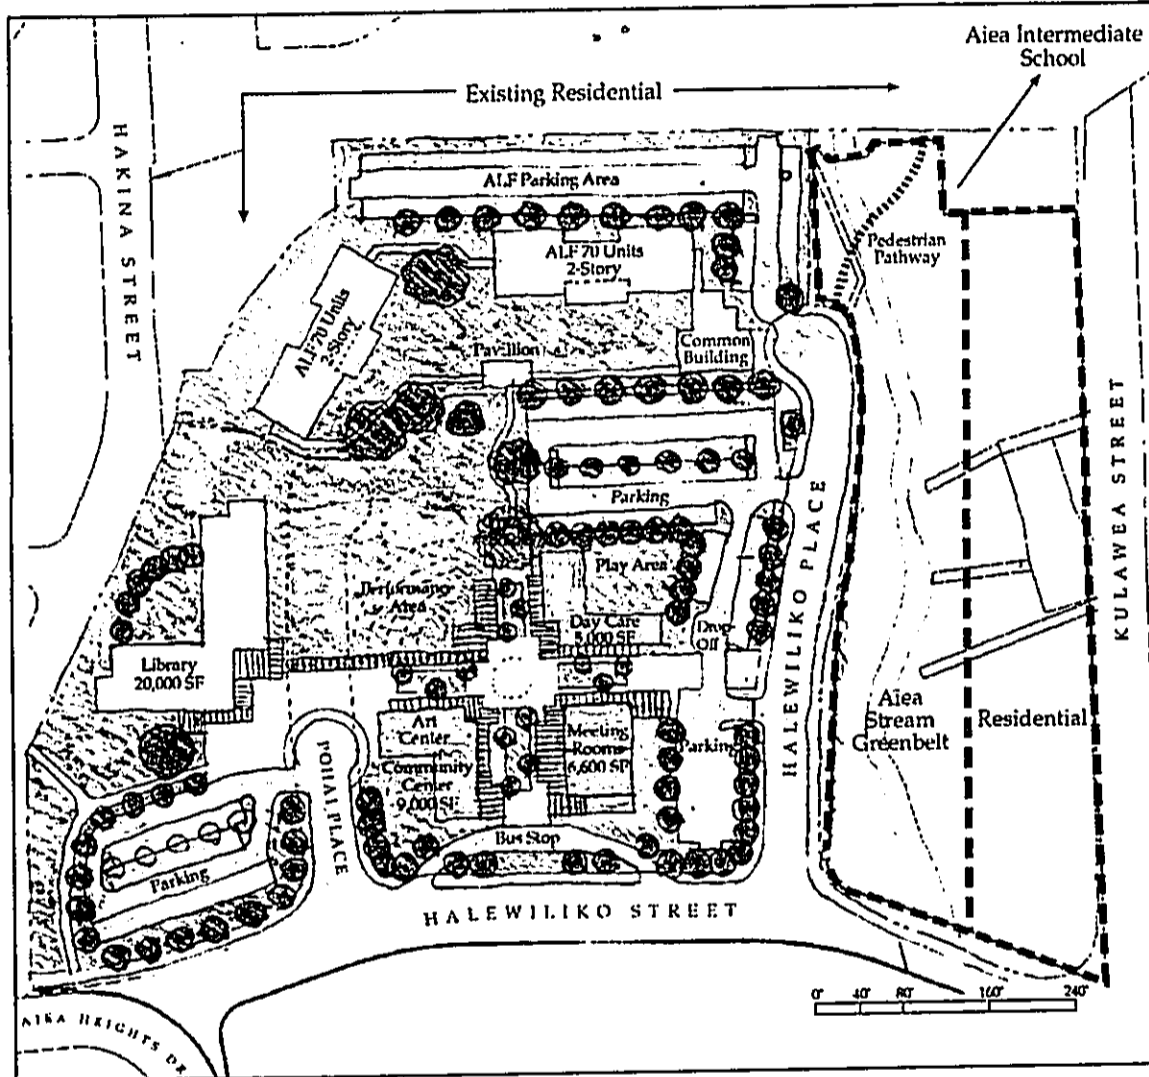 Aiea Intermediate
School
Existing Residential
HAKINA STREET
ALF Parking Area
ALF 70 Units
2-Story
Pedestrian
Pathway
ALF 70 Units
2-Story
Pavilion
Common
Building
KULAWEA STREET
Parking
HALEWILIKO PLACE
Play Area
Performance
Area
Day Care
5,000 SF
Drop
Off
Library
20,000 SF
Aiea
Stream
Greenbelt
Residential
Art
Center
Meeting
Rooms
6,600 SF
Parking
POHAI PLACE
Community
Center
9,000 SF
Bus Stop
Parking
HALEWILIKO STREET
0' 40' 80' 160' 240'
AIEA HEIGHTS DR